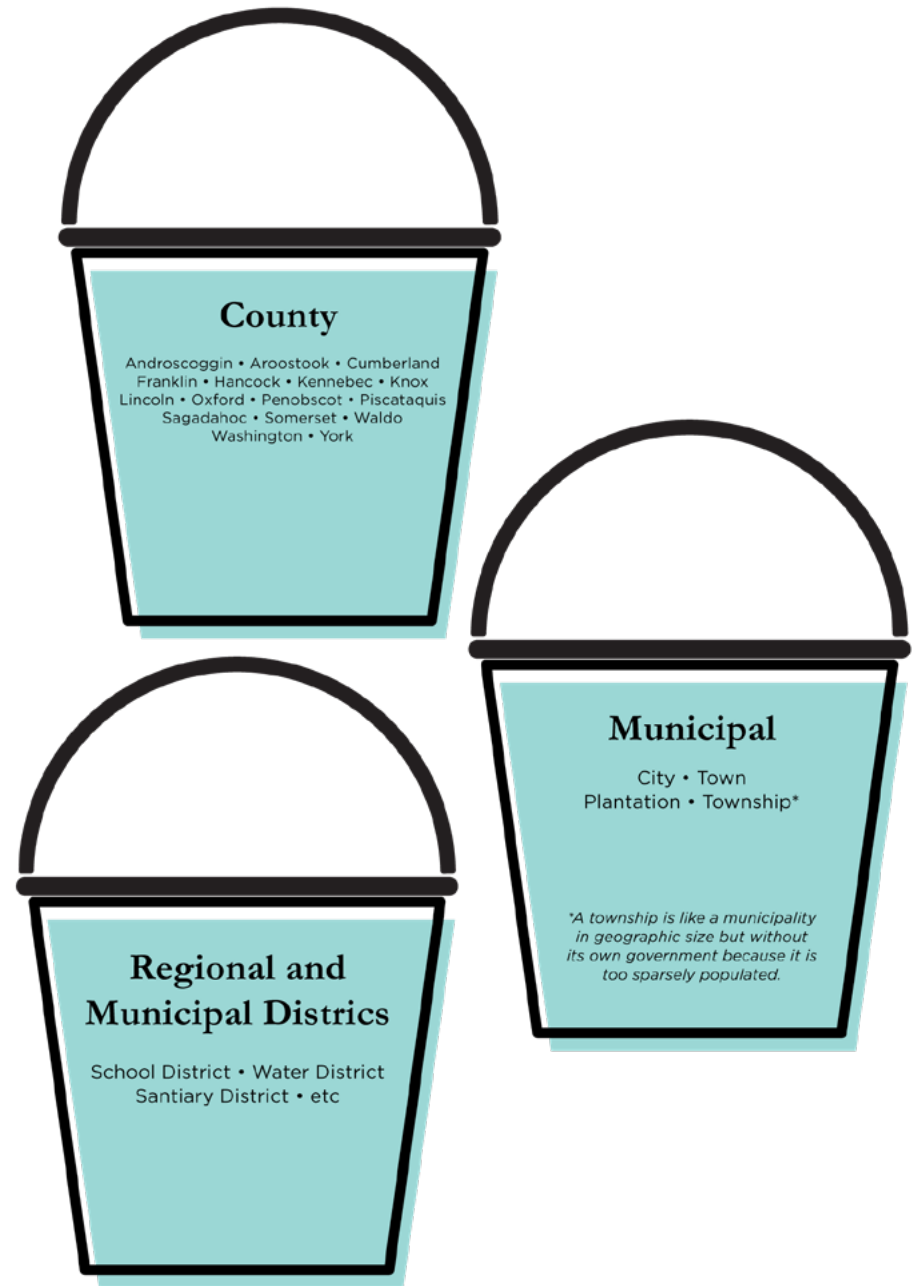 County
Androscoggin • Aroostook • Cumberland
Franklin • Hancock • Kennebec • Knox
Lincoln • Oxford • Penobscot • Piscataquis
Sagadahoc • Somerset • Waldo
Washington • York
Municipal
City • Town
Plantation • Township*
*A township is like a municipality
in geographic size but without
its own government because it is
too sparsely populated.
Regional and
Municipal Districs
School District • Water District
Santiary District • etc